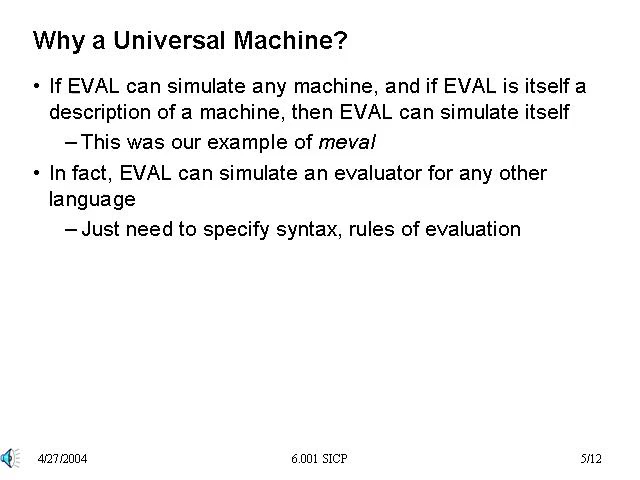 Why a Universal Machine?
• If EVAL can simulate any machine, and if EVAL is itself a
description of a machine, then EVAL can simulate itself
– This was our example of meval
• In fact, EVAL can simulate an evaluator for any other
language
– Just need to specify syntax, rules of evaluation
4/27/2004
6.001 SICP
5/12